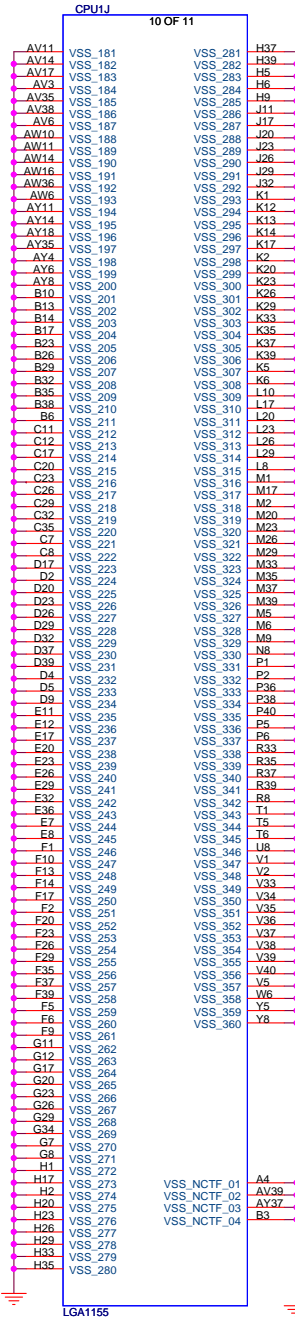 CPU1J
10 OF 11
AV11 VSS_181 VSS_281 H37
AV14 VSS_182 VSS_282 H39
AV17 VSS_183 VSS_283 H5
AV3 VSS_184 VSS_284 H6
AV35 VSS_185 VSS_285 H9
AV38 VSS_186 VSS_286 J11
AV6 VSS_187 VSS_287 J17
AW10 VSS_188 VSS_288 J20
AW11 VSS_189 VSS_289 J23
AW14 VSS_190 VSS_290 J26
AW16 VSS_191 VSS_291 J29
AW36 VSS_192 VSS_292 J32
AW6 VSS_193 VSS_293 K1
AY11 VSS_194 VSS_294 K12
AY14 VSS_195 VSS_295 K13
AY18 VSS_196 VSS_296 K14
AY35 VSS_197 VSS_297 K17
AY4 VSS_198 VSS_298 K2
AY6 VSS_199 VSS_299 K20
AY8 VSS_200 VSS_300 K23
B10 VSS_201 VSS_301 K26
B13 VSS_202 VSS_302 K29
B14 VSS_203 VSS_303 K33
B17 VSS_204 VSS_304 K35
B23 VSS_205 VSS_305 K37
B26 VSS_206 VSS_306 K39
B29 VSS_207 VSS_307 K5
B32 VSS_208 VSS_308 K6
B35 VSS_209 VSS_309 L10
B38 VSS_210 VSS_310 L17
B6 VSS_211 VSS_311 L20
C11 VSS_212 VSS_312 L23
C12 VSS_213 VSS_313 L26
C17 VSS_214 VSS_314 L29
C20 VSS_215 VSS_315 L8
C23 VSS_216 VSS_316 M1
C26 VSS_217 VSS_317 M17
C29 VSS_218 VSS_318 M2
C32 VSS_219 VSS_319 M20
C35 VSS_220 VSS_320 M23
C7 VSS_221 VSS_321 M26
C8 VSS_222 VSS_322 M29
D17 VSS_223 VSS_323 M33
D2 VSS_224 VSS_324 M35
D20 VSS_225 VSS_325 M37
D23 VSS_226 VSS_326 M39
D26 VSS_227 VSS_327 M5
D29 VSS_228 VSS_328 M6
D32 VSS_229 VSS_329 M9
D37 VSS_230 VSS_330 N8
D39 VSS_231 VSS_331 P1
D4 VSS_232 VSS_332 P2
D5 VSS_233 VSS_333 P36
D9 VSS_234 VSS_334 P38
E11 VSS_235 VSS_335 P40
E12 VSS_236 VSS_336 P5
E17 VSS_237 VSS_337 P6
E20 VSS_238 VSS_338 R33
E23 VSS_239 VSS_339 R35
E26 VSS_240 VSS_340 R37
E29 VSS_241 VSS_341 R39
E32 VSS_242 VSS_342 R8
E36 VSS_243 VSS_343 T1
E7 VSS_244 VSS_344 T5
E8 VSS_245 VSS_345 T6
F1 VSS_246 VSS_346 U8
F10 VSS_247 VSS_347 V1
F13 VSS_248 VSS_348 V2
F14 VSS_249 VSS_349 V33
F17 VSS_250 VSS_350 V34
F2 VSS_251 VSS_351 V35
F20 VSS_252 VSS_352 V36
F23 VSS_253 VSS_353 V37
F26 VSS_254 VSS_354 V38
F29 VSS_255 VSS_355 V39
F35 VSS_256 VSS_356 V40
F37 VSS_257 VSS_357 V5
F39 VSS_258 VSS_358 W6
F5 VSS_259 VSS_359 Y5
F6 VSS_260 VSS_360 Y8
F9 VSS_261
G11 VSS_262
G12 VSS_263
G17 VSS_264
G20 VSS_265
G23 VSS_266
G26 VSS_267
G29 VSS_268
G34 VSS_269
G7 VSS_270
G8 VSS_271
H1 VSS_272
H17 VSS_273 VSS_NCTF_01 A4
H2 VSS_274 VSS_NCTF_02 AV39
H20 VSS_275 VSS_NCTF_03 AY37
H23 VSS_276 VSS_NCTF_04 B3
H26 VSS_277
H29 VSS_278
H33 VSS_279
H35 VSS_280
LGA1155